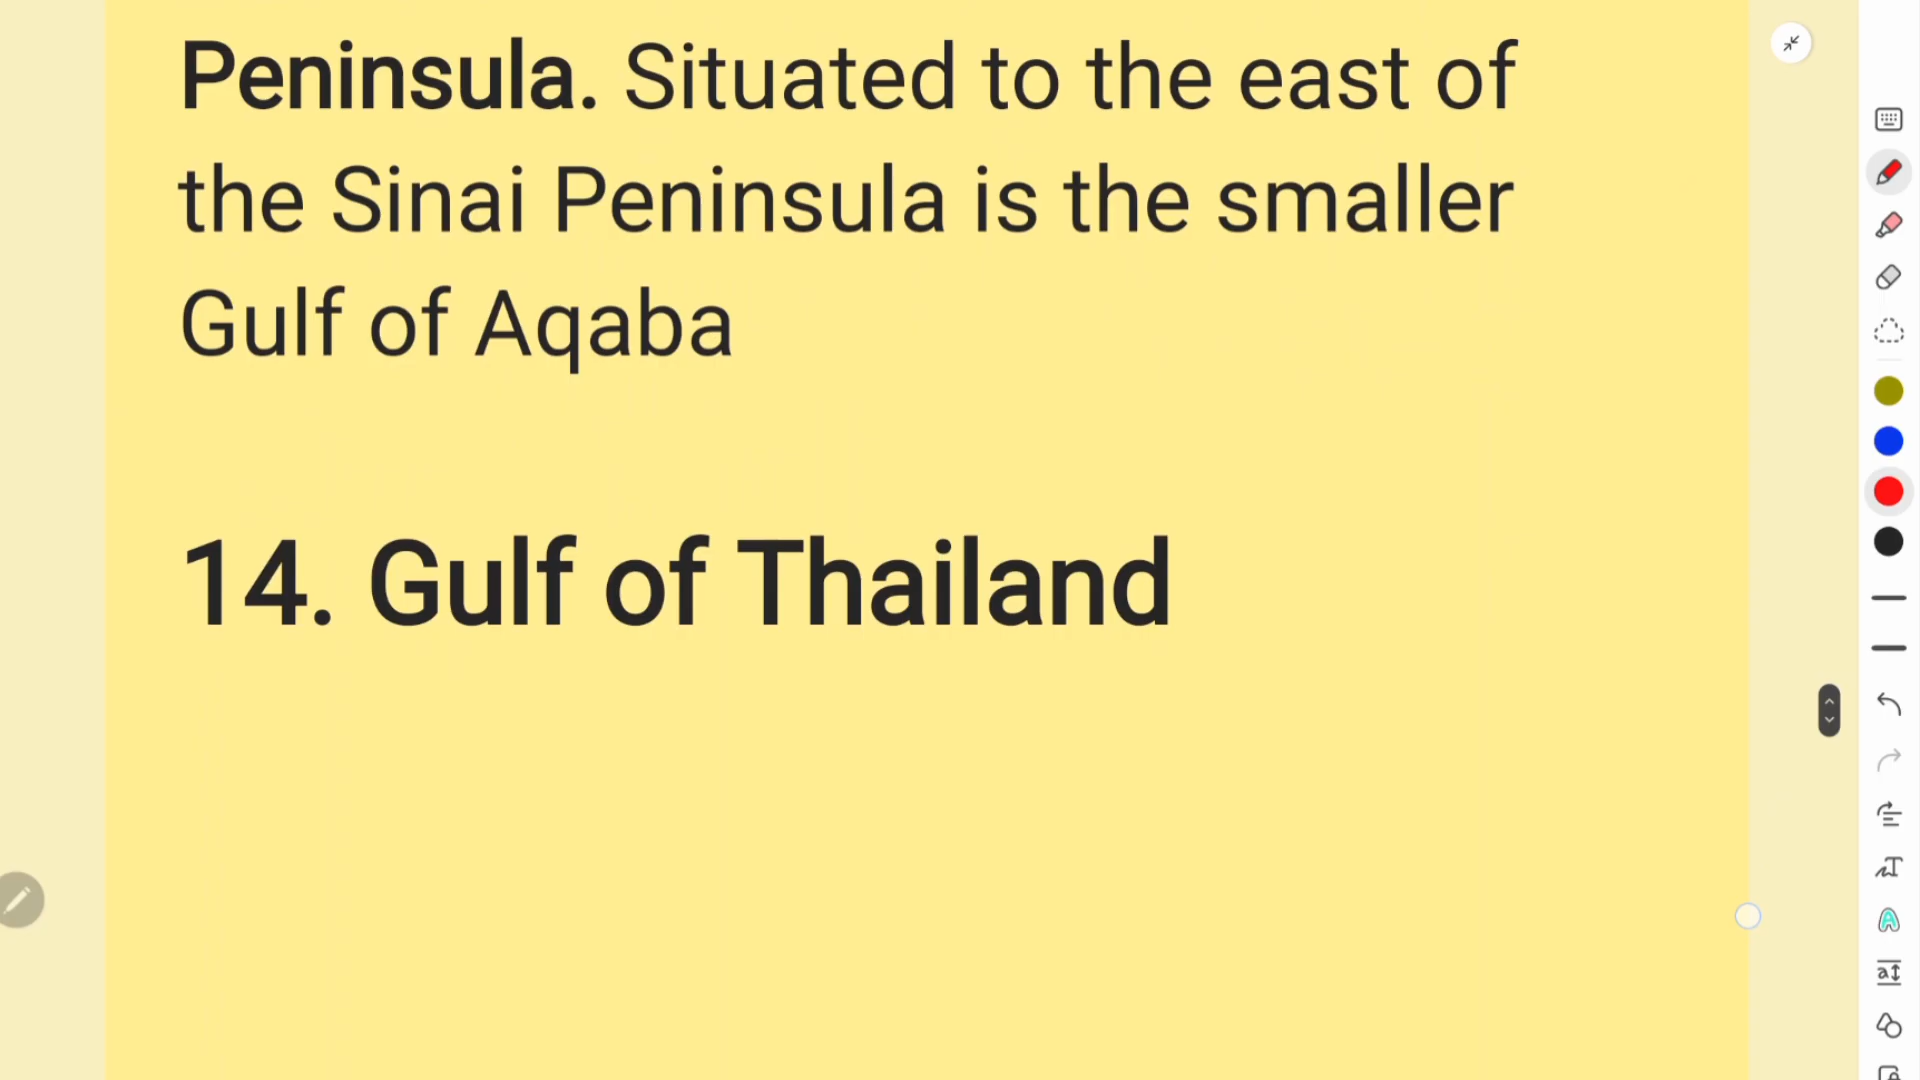 Peninsula. Situated to the east of
the Sinai Peninsula is the smaller
Gulf of Aqaba
14. Gulf of Thailand